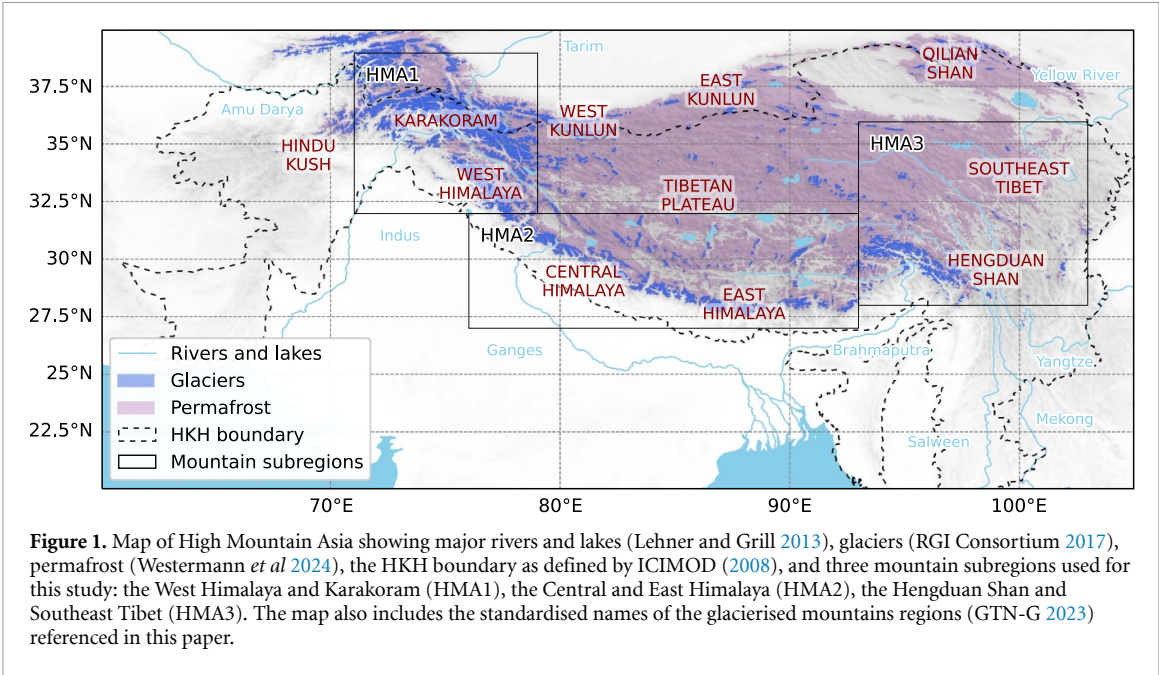 Tarim
QILIAN
SHAN
37.5°N
HMA1
EAST
KUNLUN
Yellow River
Amu Darya
WEST
KUNLUN
KARAKORAM
35°N
HINDU
KUSH
HMA3
WEST
HIMALAYA
SOUTHEAST
TIBET
TIBETAN
PLATEAU
32.5°N
Indus
HMA2
30°N
CENTRAL
HIMALAYA
HENGDUAN
SHAN
EAST
HIMALAYA
27.5°N
Ganges
Brahmaputra
Yangtze
25°N
Mekong
22.5°N
Salween
Rivers and lakes
Glaciers
Permafrost
HKH boundary
Mountain subregions
70°E 80°E 90°E 100°E
Figure 1. Map of High Mountain Asia showing major rivers and lakes (Lehner and Grill 2013), glaciers (RGI Consortium 2017),
permafrost (Westermann et al 2024), the HKH boundary as defined by ICIMOD (2008), and three mountain subregions used for
this study: the West Himalaya and Karakoram (HMA1), the Central and East Himalaya (HMA2), the Hengduan Shan and
Southeast Tibet (HMA3). The map also includes the standardised names of the glacierised mountains regions (GTN-G 2023)
referenced in this paper.